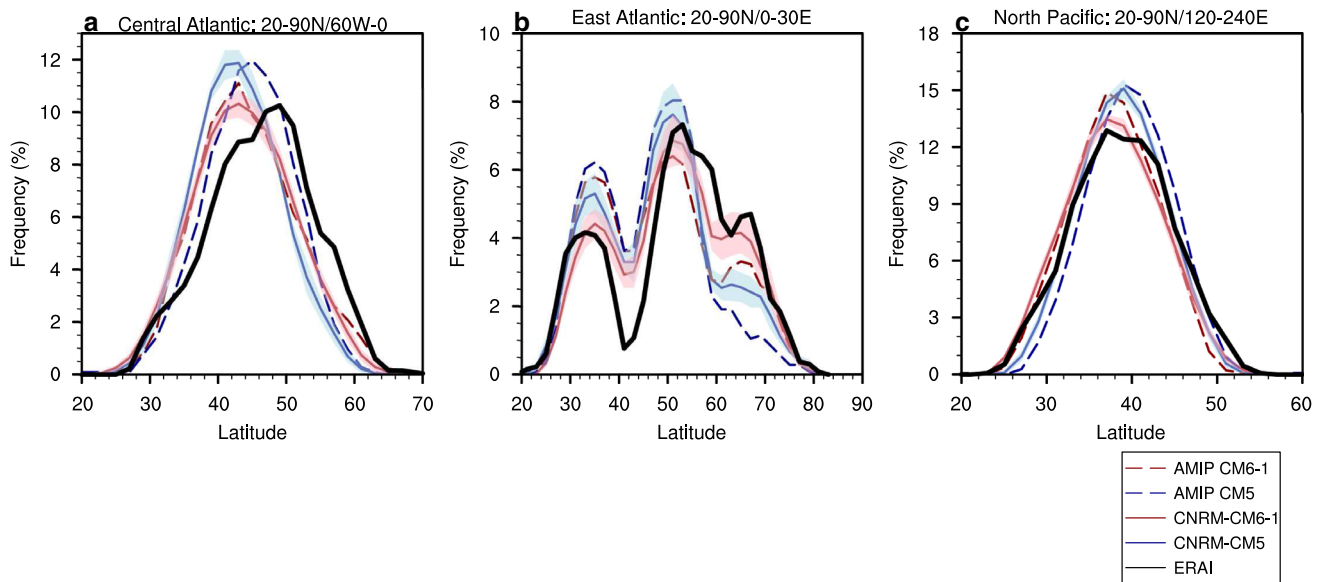 a Central Atlantic: 20-90N/60W-0
b East Atlantic: 20-90N/0-30E
c North Pacific: 20-90N/120-240E
Frequency (%)
0
2
4
6
8
10
12
20
30
40
50
60
70
Latitude
Frequency (%)
0
2
4
6
8
10
20
30
40
50
60
70
80
90
Latitude
Frequency (%)
0
3
6
9
12
15
18
20
30
40
50
60
Latitude
AMIP CM6-1
AMIP CM5
CNRM-CM6-1
CNRM-CM5
ERAI